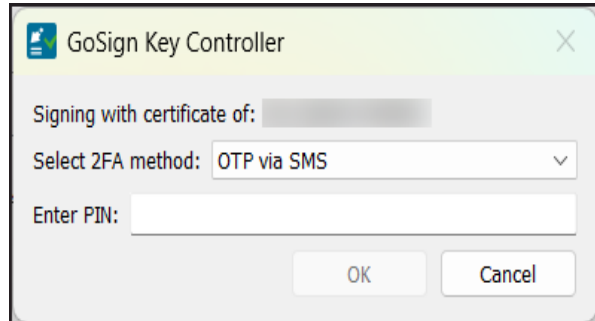 GoSign Key Controller
Signing with certificate of:
Select 2FA method: OTP via SMS
Enter PIN:
OK Cancel